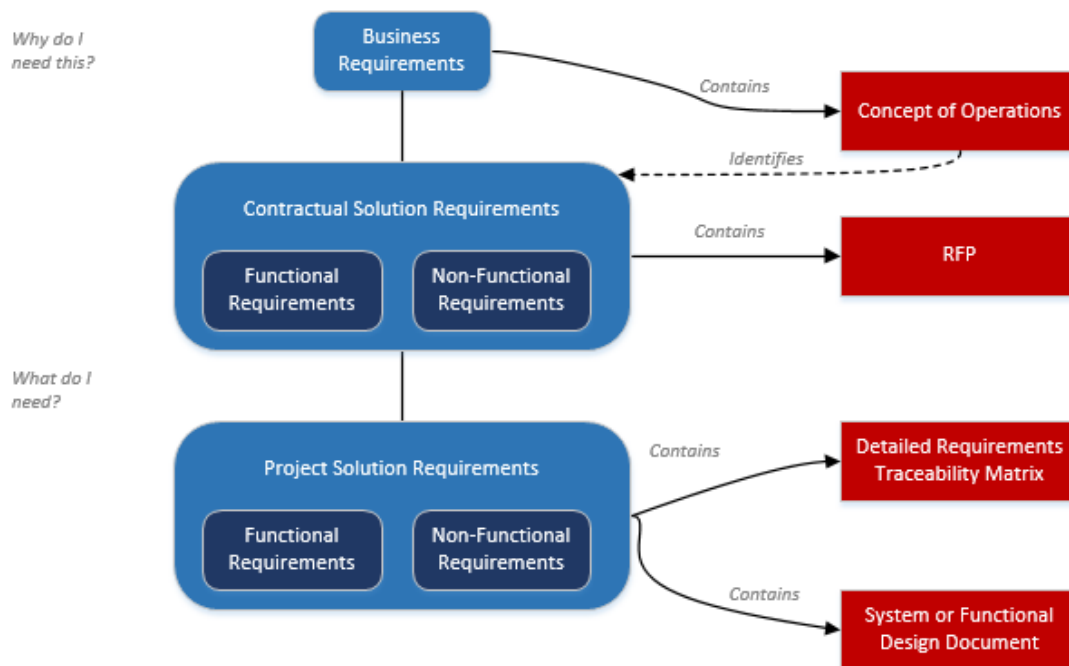 Why do I
need this?
Business
Requirements
Contains
Concept of Operations
Identifies
Contractual Solution Requirements
Contains
RFP
Functional
Requirements
Non-Functional
Requirements
What do I
need?
Project Solution Requirements
Contains
Detailed Requirements
Traceability Matrix
Functional
Requirements
Non-Functional
Requirements
Contains
System or Functional
Design Document